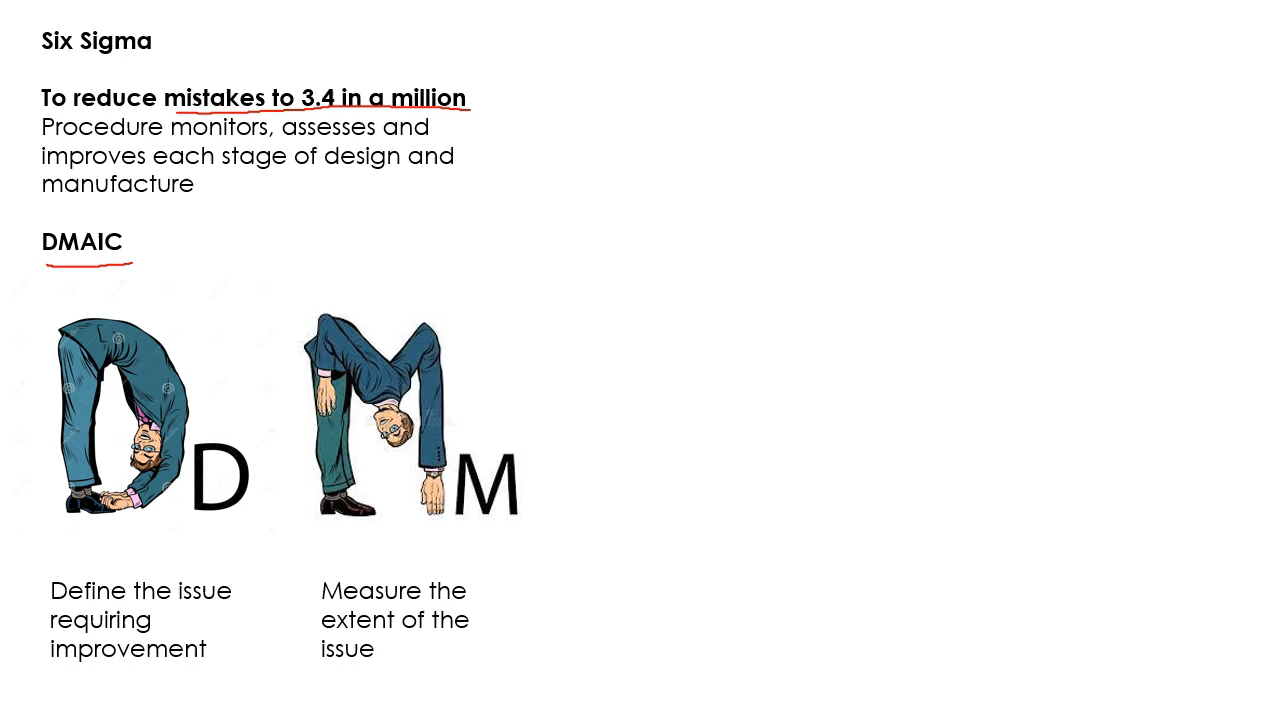 Six Sigma
To reduce mistakes to 3.4 in a million
Procedure monitors, assesses and
improves each stage of design and
manufacture
DMAIC
D
M
Define the issue
requiring
improvement
Measure the
extent of the
issue